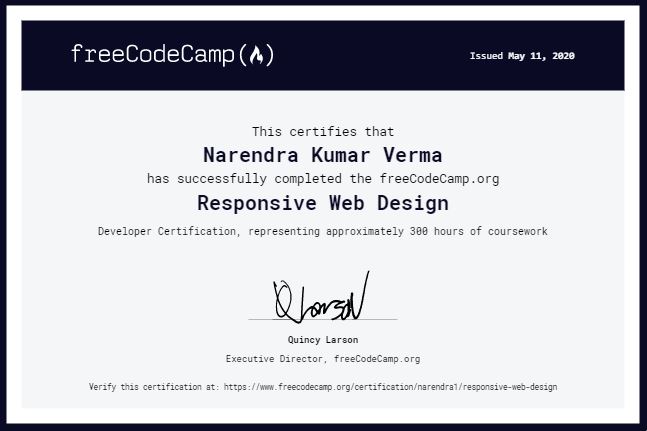 freeCodeCamp
Issued May 11, 2020
This certifies that
Narendra Kumar Verma
has successfully completed the freeCodeCamp.org
Responsive Web Design
Developer Certification, representing approximately 300 hours of coursework
Q Larson
Quincy Larson
Executive Director, freeCodeCamp.org
Verify this certification at: https://www.freecodecamp.org/certification/narendra1/responsive-web-design